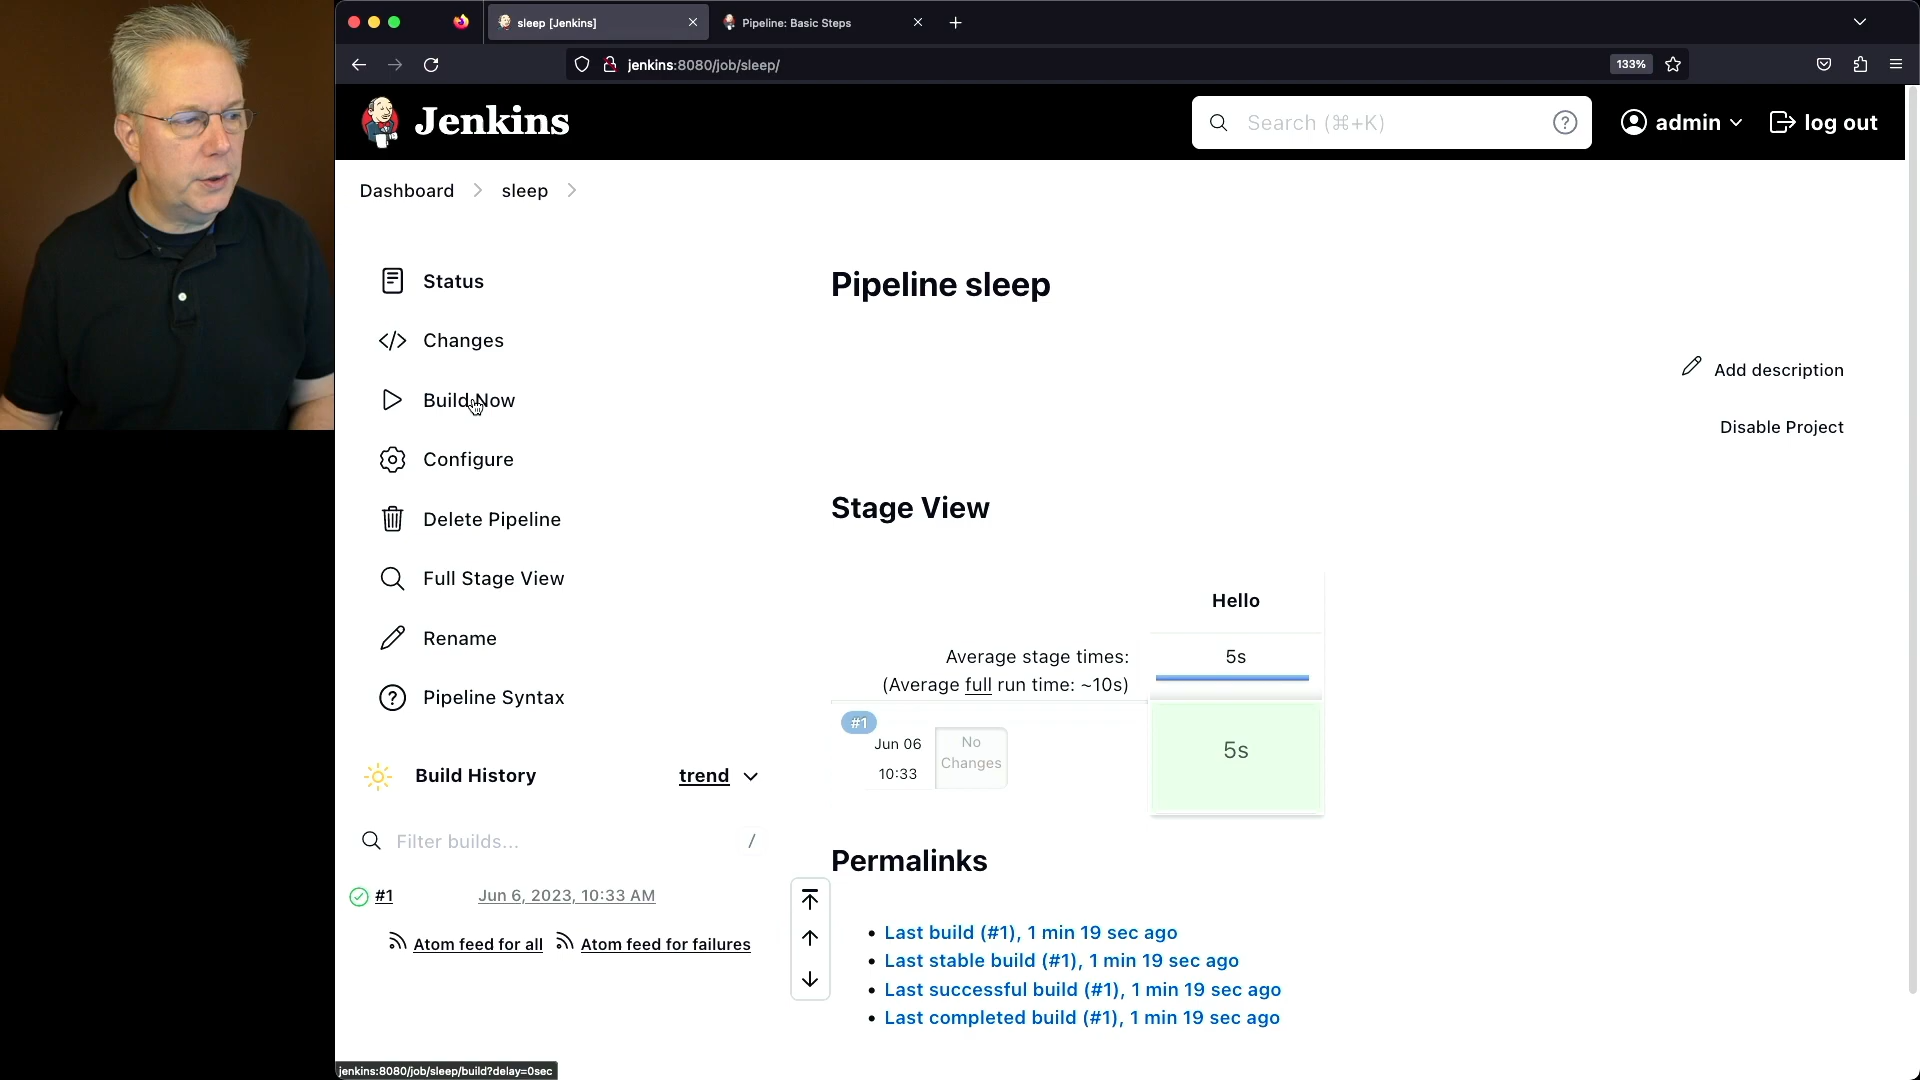 sleep [Jenkins]
Pipeline: Basic Steps
jenkins:8080/job/sleep/
133%
Jenkins
Search (⌘+K)
admin
log out
Dashboard
sleep
Status
Changes
Build Now
Configure
Delete Pipeline
Full Stage View
Rename
Pipeline Syntax
Build History
trend
Filter builds...
/
#1
Jun 6, 2023, 10:33 AM
Atom feed for all
Atom feed for failures
Pipeline sleep
Add description
Disable Project
Stage View
Hello
Average stage times:
5s
(Average full run time: ~10s)
#1
Jun 06
10:33
No
Changes
5s
Permalinks
• Last build (#1), 1 min 19 sec ago
• Last stable build (#1), 1 min 19 sec ago
• Last successful build (#1), 1 min 19 sec ago
• Last completed build (#1), 1 min 19 sec ago
jenkins:8080/job/sleep/build?delay=0sec